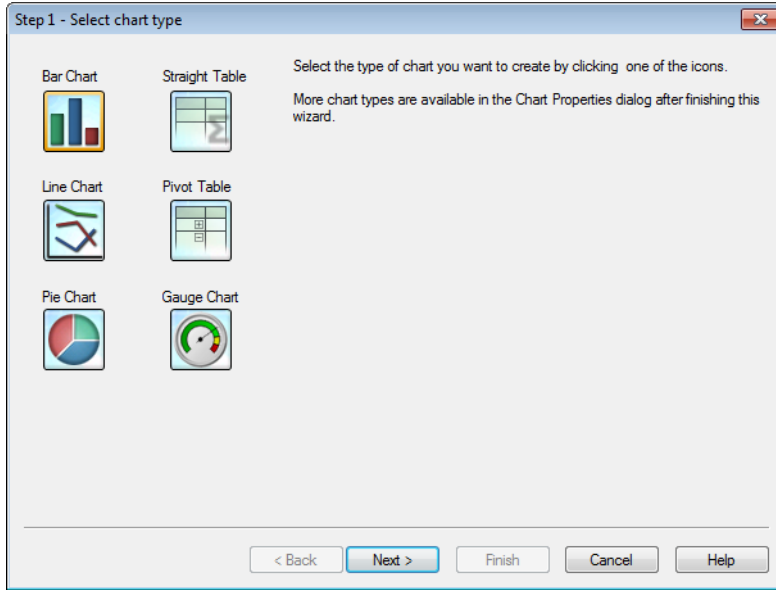 Step 1 - Select chart type
Bar Chart
Straight Table
Select the type of chart you want to create by clicking one of the icons.
More chart types are available in the Chart Properties dialog after finishing this
wizard.
Σ
Line Chart
Pivot Table
Pie Chart
Gauge Chart
< Back
Next >
Finish
Cancel
Help